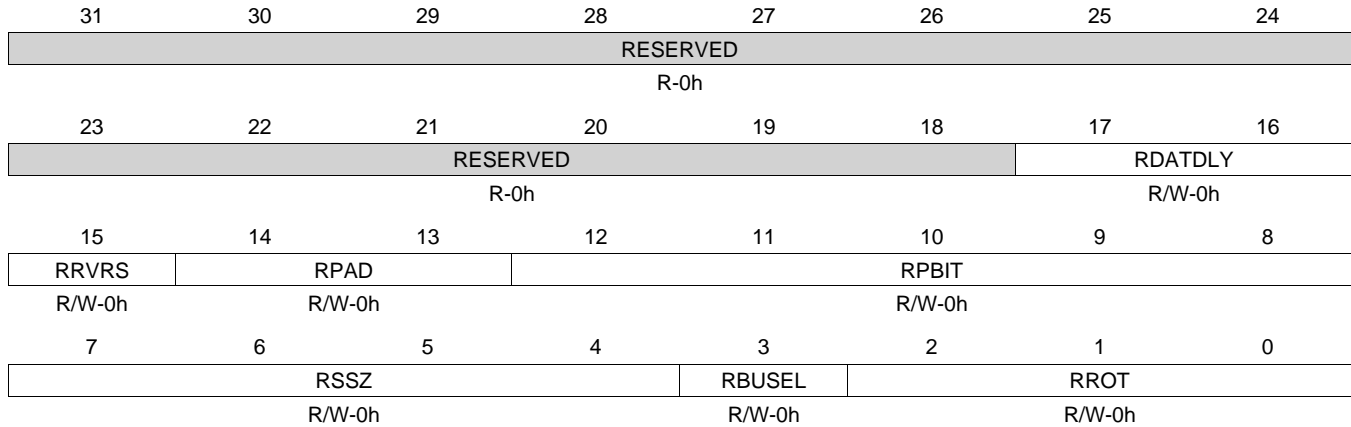 31 30 29 28 27 26 25 24
RESERVED
R-0h
23 22 21 20 19 18 17 16
RESERVED RDATDLY
R-0h R/W-0h
15 14 13 12 11 10 9 8
RRVRS RPAD RPBIT
R/W-0h R/W-0h R/W-0h
7 6 5 4 3 2 1 0
RSSZ RBUSEL RROT
R/W-0h R/W-0h R/W-0h